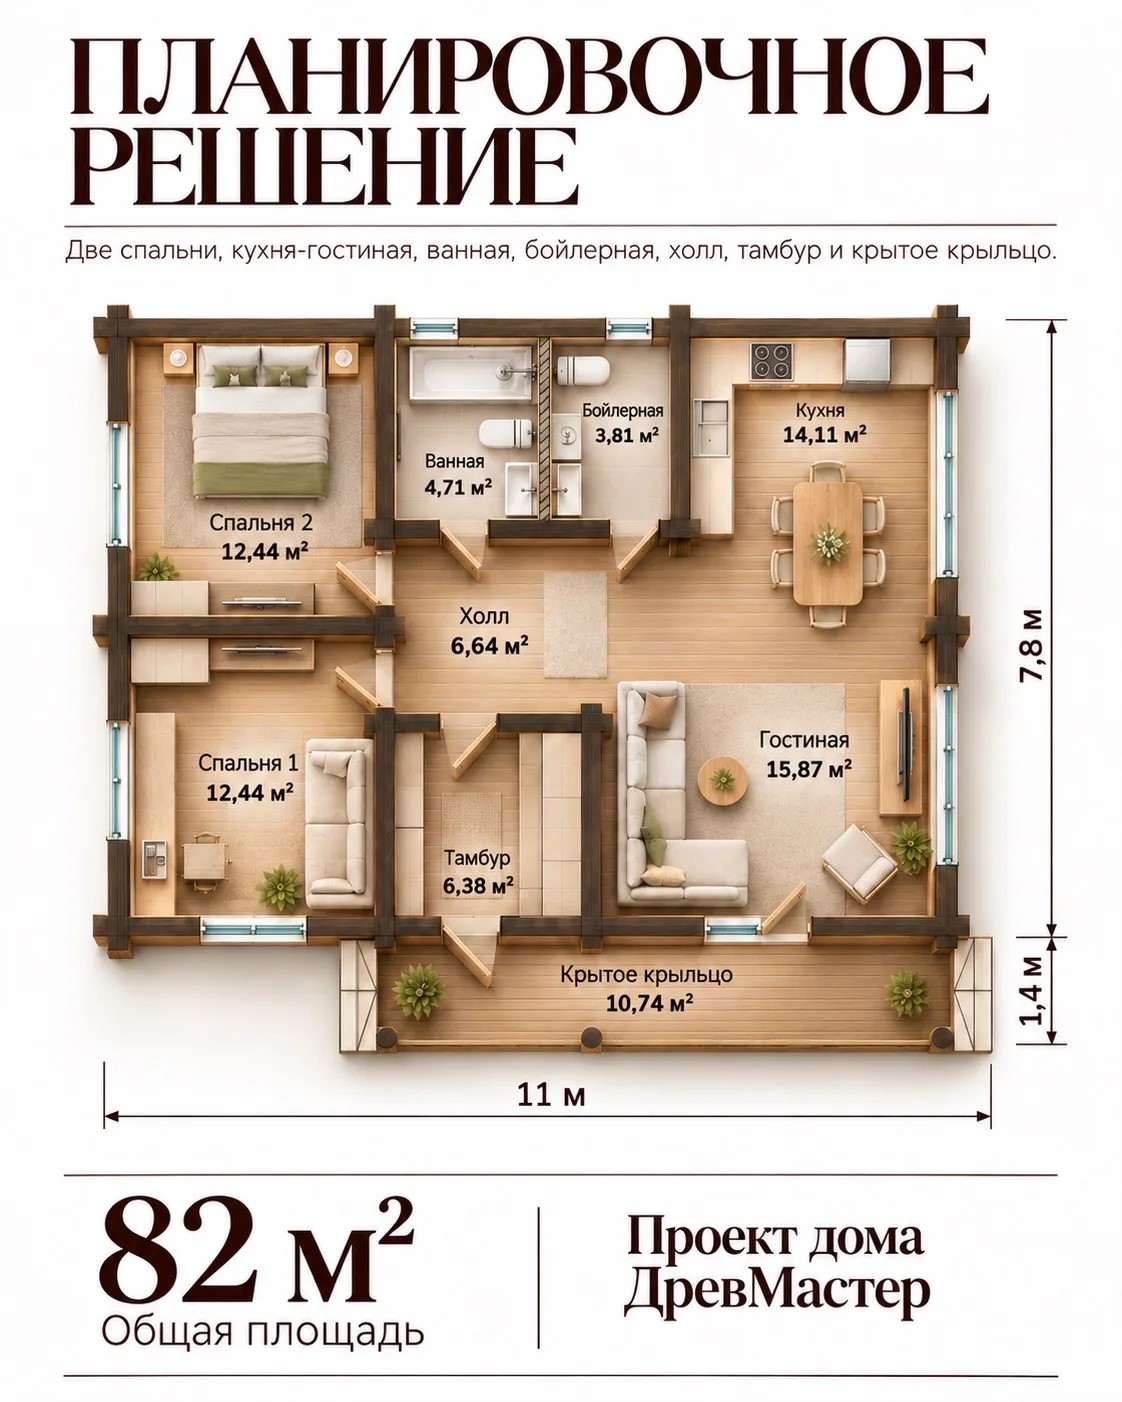 ПЛАНИРОВОЧНОЕ
РЕШЕНИЕ
Две спальни, кухня-гостиная, ванная, бойлерная, холл, тамбур и крытое крыльцо.
Спальня 2
12,44 м²
Ванная
4,71 м²
Бойлерная
3,81 м²
Кухня
14,11 м²
Холл
6,64 м²
Спальня 1
12,44 м²
Тамбур
6,38 м²
Гостиная
15,87 м²
Крытое крыльцо
10,74 м²
7,8 м
1,4 м
11 м
82 м²
Общая площадь
Проект дома
ДревМастер